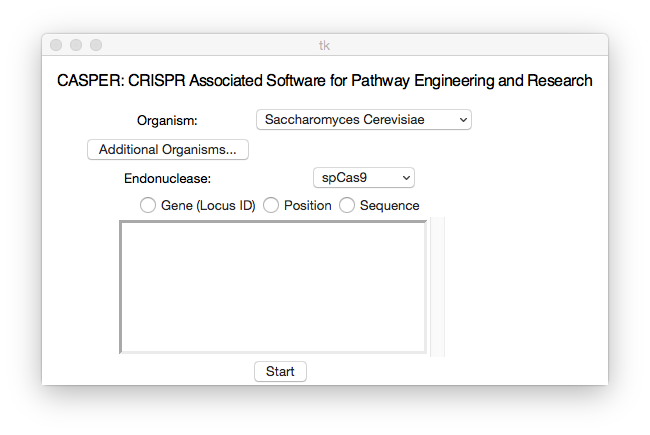 tk
CASPER: CRISPR Associated Software for Pathway Engineering and Research
Organism: Saccharomyces Cerevisiae
Additional Organisms...
Endonuclease: spCas9
Gene (Locus ID) Position Sequence
Start